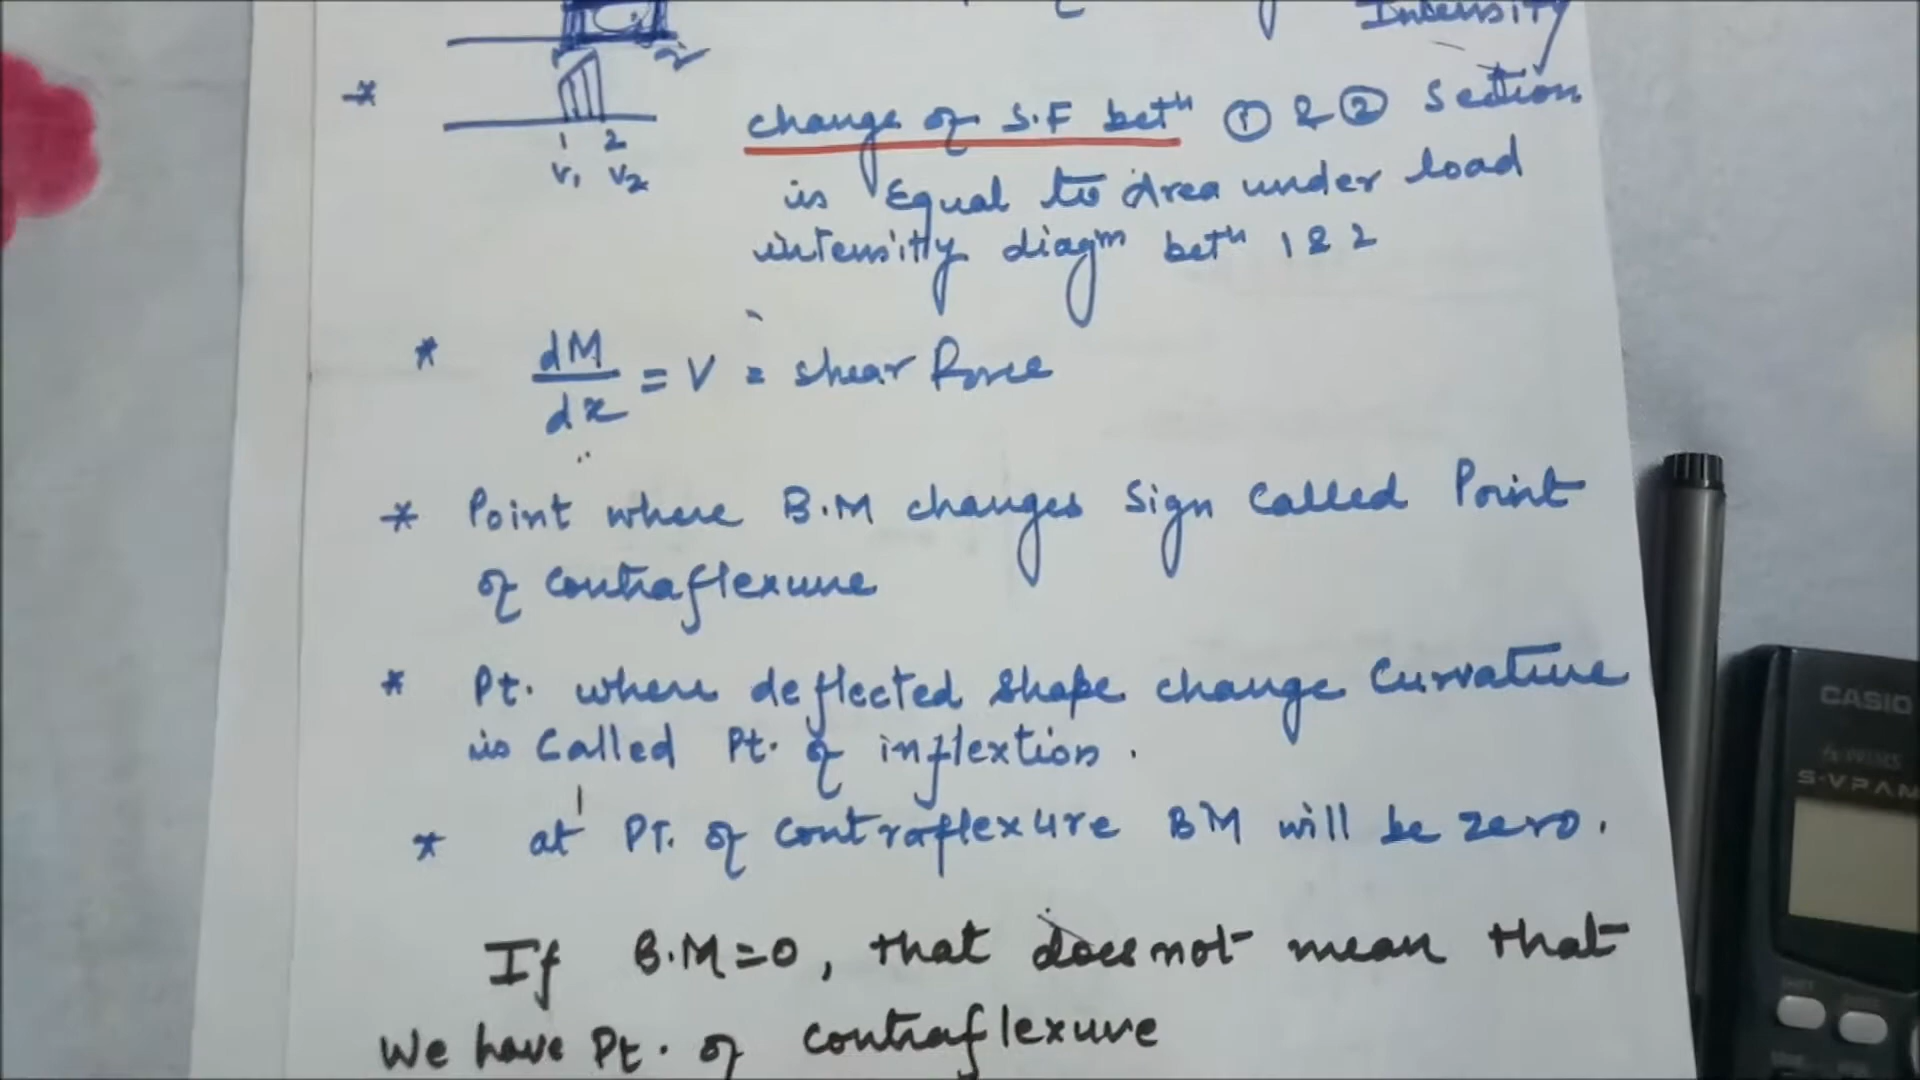 Intensity
* change of S.F betⁿ ① & ② section
1 2
V₁ V₂
is Equal to Area under load
intensity diagᵐ betⁿ 1 & 2
* dM/dx = V = shear force
* Point where B.M changes Sign Called Point
of contraflexure
* Pt. where deflected shape change Curvature
is Called Pt. of inflextion.
* at PT. of contraflexure BM will be zero.
If B.M=0, that does not mean that
We have Pt. of contraflexure
CASIO
S-V.P.A.M